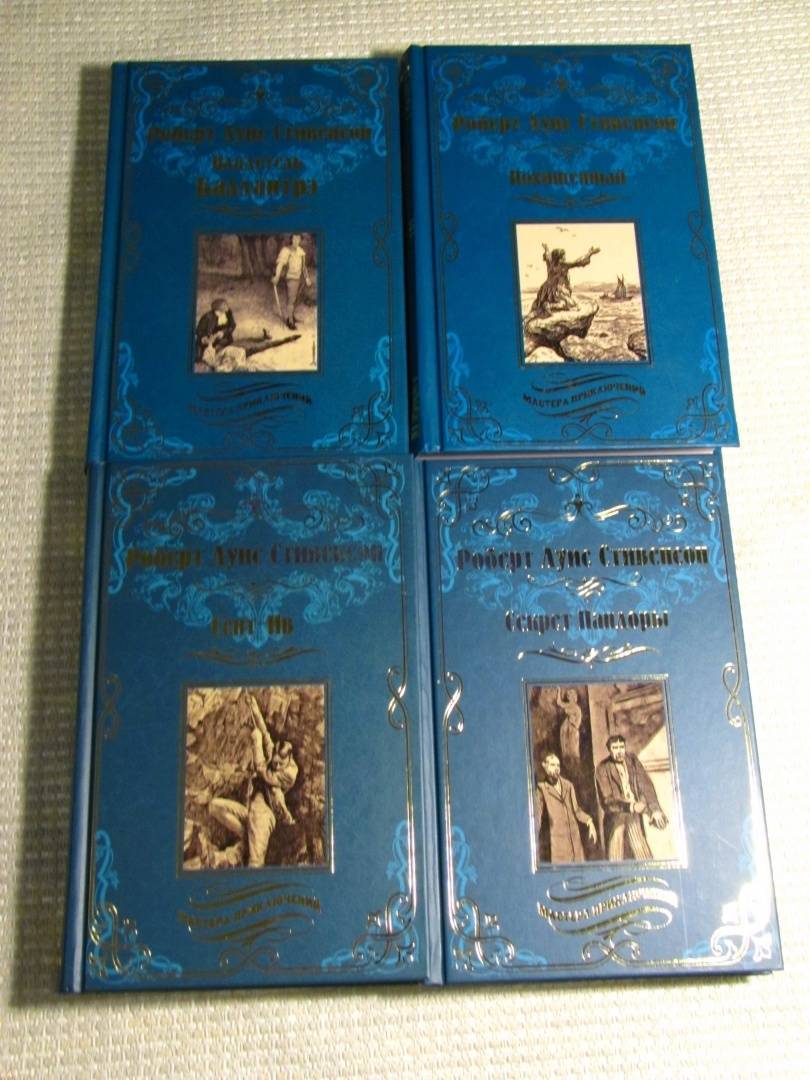 Роберт Луис Стивенсон
Владетель
Баллантрэ
МАСТЕРА ПРИКЛЮЧЕНИЙ
Роберт Луис Стивенсон
Похищенный
МАСТЕРА ПРИКЛЮЧЕНИЙ
Роберт Луис Стивенсон
Сент-Ив
МАСТЕРА ПРИКЛЮЧЕНИЙ
Роберт Луис Стивенсон
Секрет Пандоры
МАСТЕРА ПРИКЛЮЧЕНИЙ